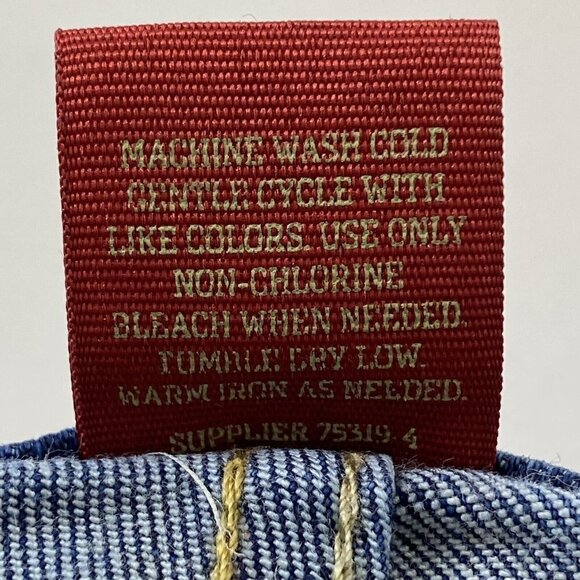 MACHINE WASH COLD
GENTLE CYCLE WITH
LIKE COLORS. USE ONLY
NON-CHLORINE
BLEACH WHEN NEEDED.
TUMBLE DRY LOW.
WARM IRON AS NEEDED.
SUPPLIER 75319-4